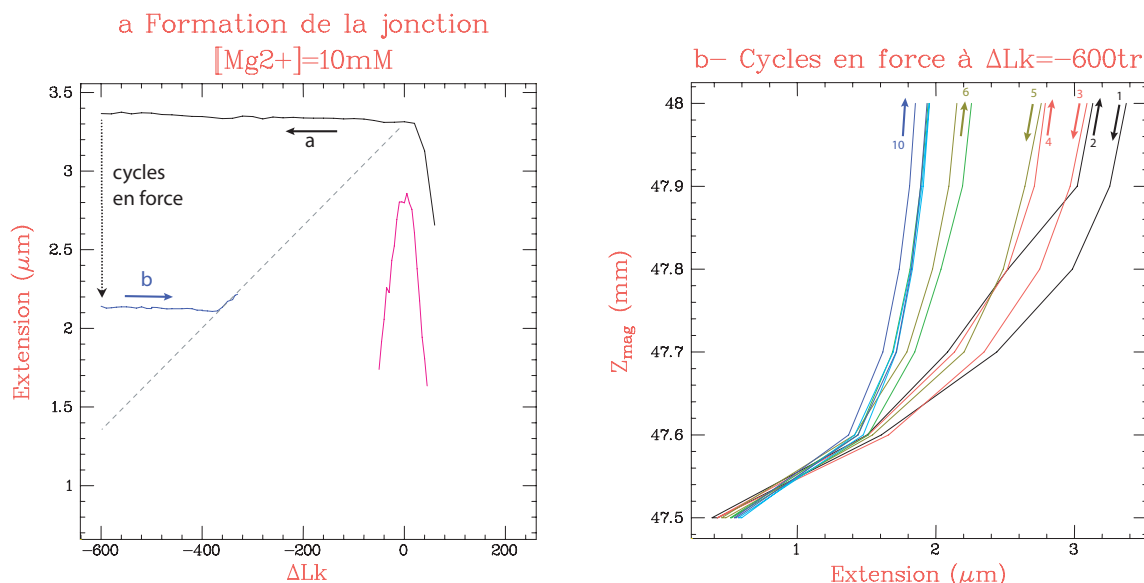 a Formation de la jonction
[Mg2+]=10mM
3.5
3
2.5
2
1.5
1
Extension (μm)
a
cycles
en force
b
−600
−400
−200
0
200
ΔLk
b− Cycles en force à ΔLk=−600tr
48
47.9
47.8
47.7
47.6
47.5
Zmag (mm)
10
6
5
4
3
2
1
1
2
3
Extension (μm)